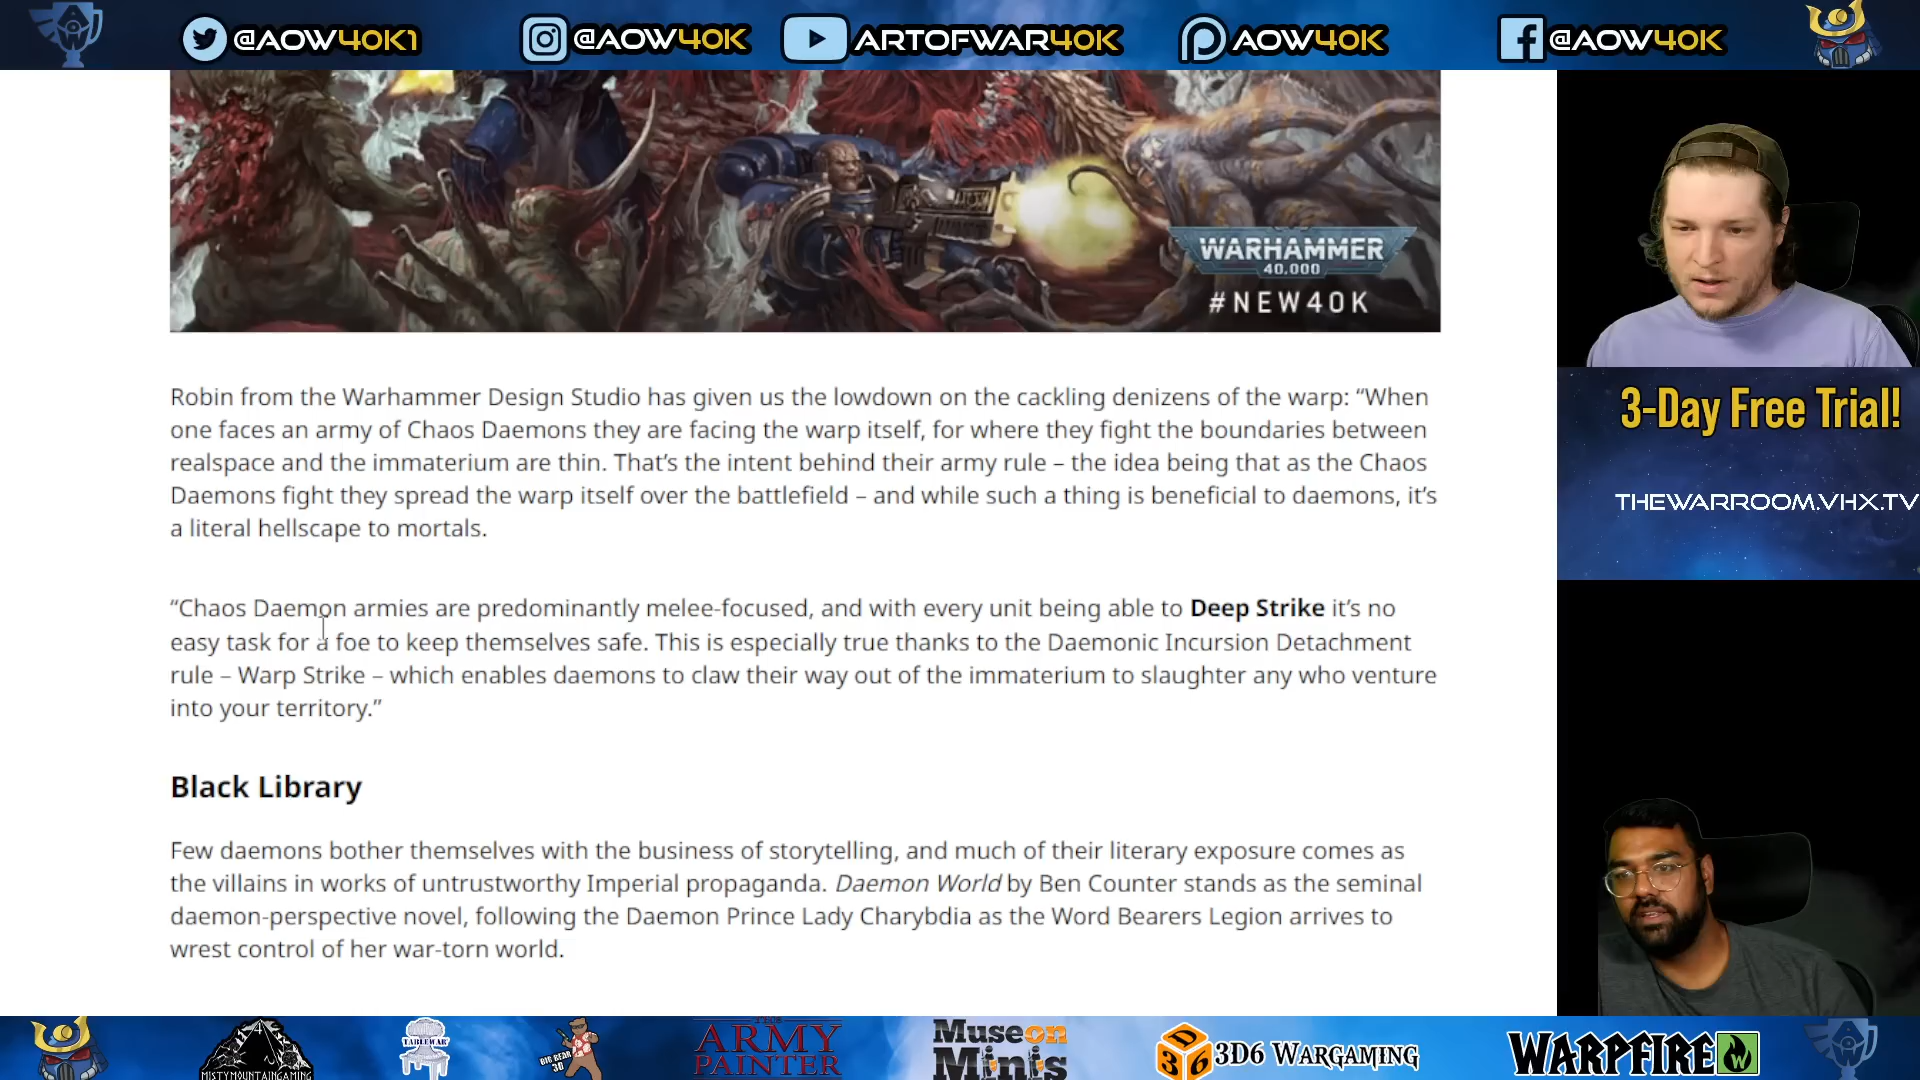 @AOW40K1
@AOW40K
ARTOFWAR40K
AOW40K
@AOW40K
WARHAMMER
40,000
#NEW40K
Robin from the Warhammer Design Studio has given us the lowdown on the cackling denizens of the warp: “When
one faces an army of Chaos Daemons they are facing the warp itself, for where they fight the boundaries between
realspace and the immaterium are thin. That’s the intent behind their army rule – the idea being that as the Chaos
Daemons fight they spread the warp itself over the battlefield – and while such a thing is beneficial to daemons, it’s
a literal hellscape to mortals.
“Chaos Daemon armies are predominantly melee-focused, and with every unit being able to Deep Strike it’s no
easy task for a foe to keep themselves safe. This is especially true thanks to the Daemonic Incursion Detachment
rule – Warp Strike – which enables daemons to claw their way out of the immaterium to slaughter any who venture
into your territory.”
Black Library
Few daemons bother themselves with the business of storytelling, and much of their literary exposure comes as
the villains in works of untrustworthy Imperial propaganda. Daemon World by Ben Counter stands as the seminal
daemon-perspective novel, following the Daemon Prince Lady Charybdia as the Word Bearers Legion arrives to
wrest control of her war-torn world.
3-Day Free Trial!
THEWARROOM.VHX.TV
MISTYMOUNTAINGAMING
TABLEWAR
BIG BEAR
3D
THE
ARMY
PAINTER
Museon
Minis
3D6
3D6 WARGAMING
WARPFIRE